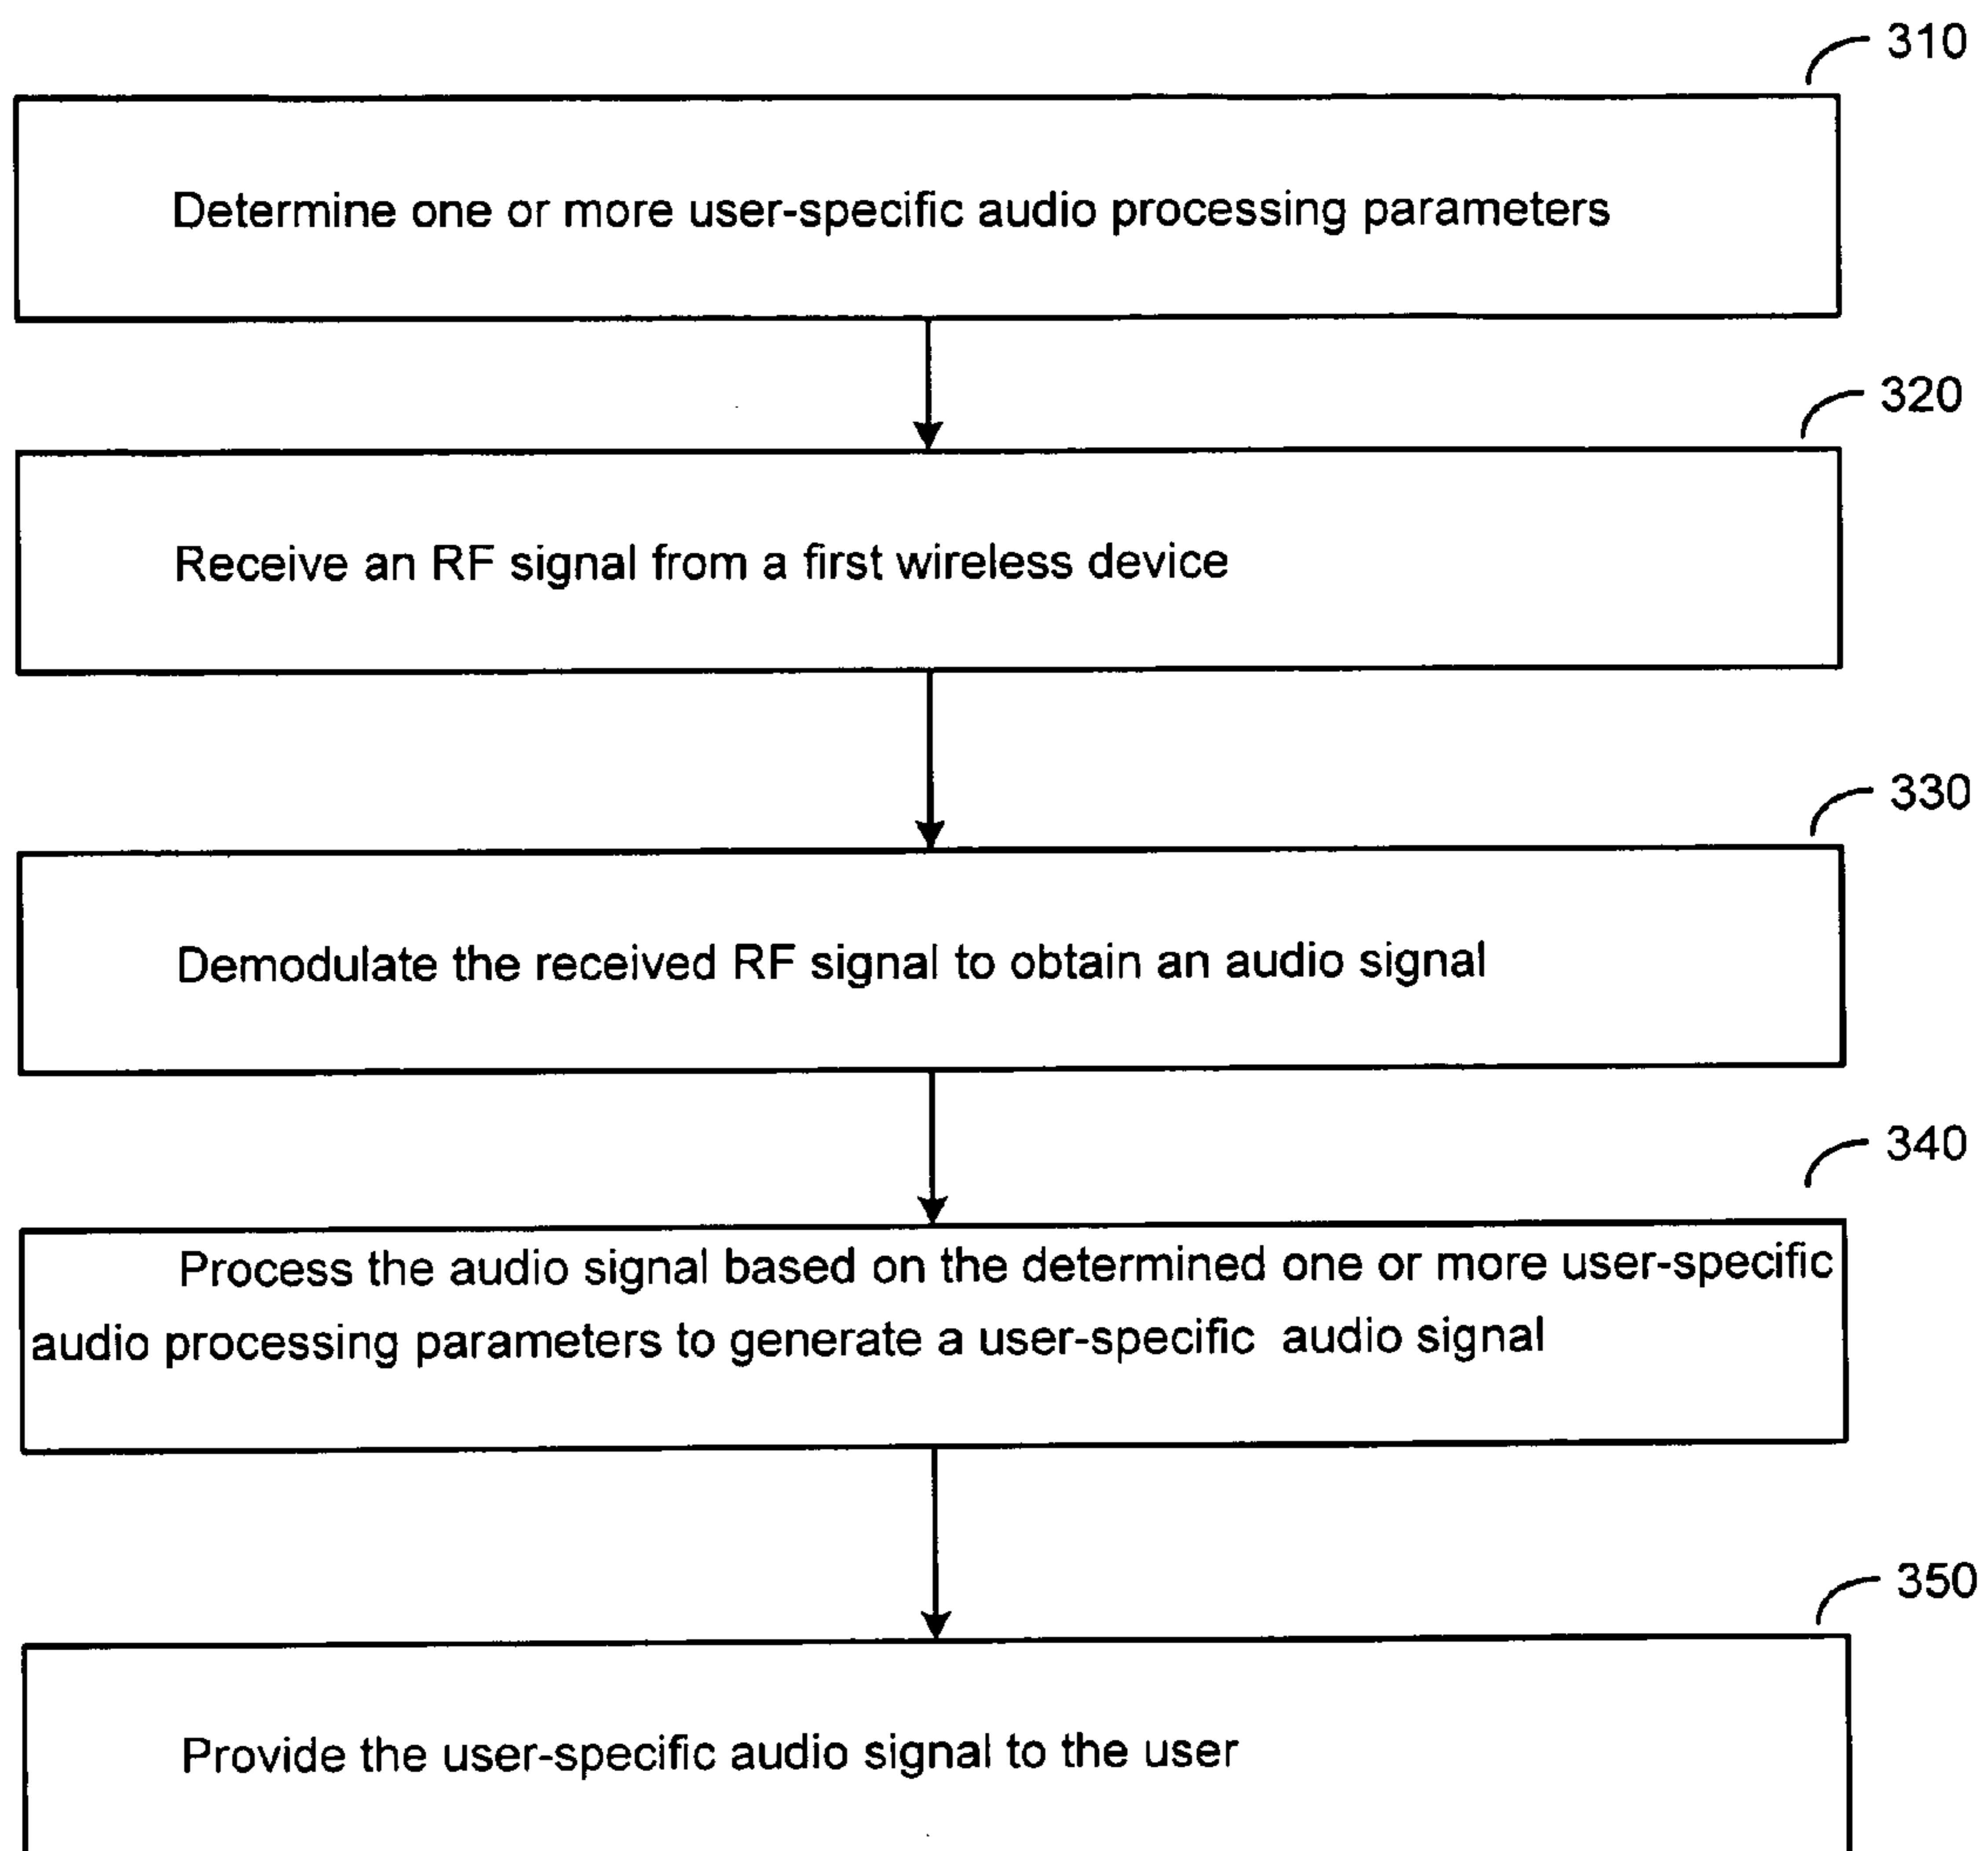 310
Determine one or more user-specific audio processing parameters
320
Receive an RF signal from a first wireless device
330
Demodulate the received RF signal to obtain an audio signal
340
Process the audio signal based on the determined one or more user-specific
audio processing parameters to generate a user-specific audio signal
350
Provide the user-specific audio signal to the user